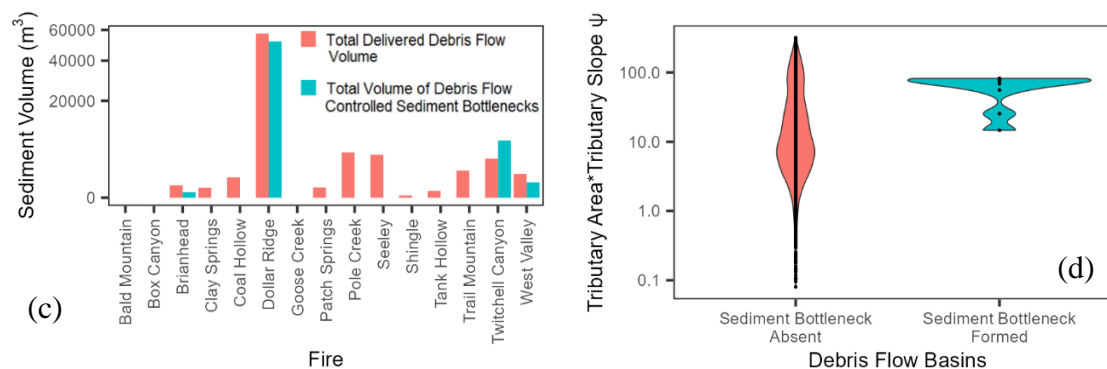 Sediment Volume (m³)
60000
40000
20000
0
Total Delivered Debris Flow
Volume
Total Volume of Debris Flow
Controlled Sediment Bottlenecks
Bald Mountain
Box Canyon
Brianhead
Clay Springs
Coal Hollow
Dollar Ridge
Goose Creek
Patch Springs
Pole Creek
Seeley
Shingle
Tank Hollow
Trail Mountain
Twitchell Canyon
West Valley
Fire
(c)
Tributary Area*Tributary Slope ψ
100.0
10.0
1.0
0.1
Sediment Bottleneck
Absent
Sediment Bottleneck
Formed
Debris Flow Basins
(d)